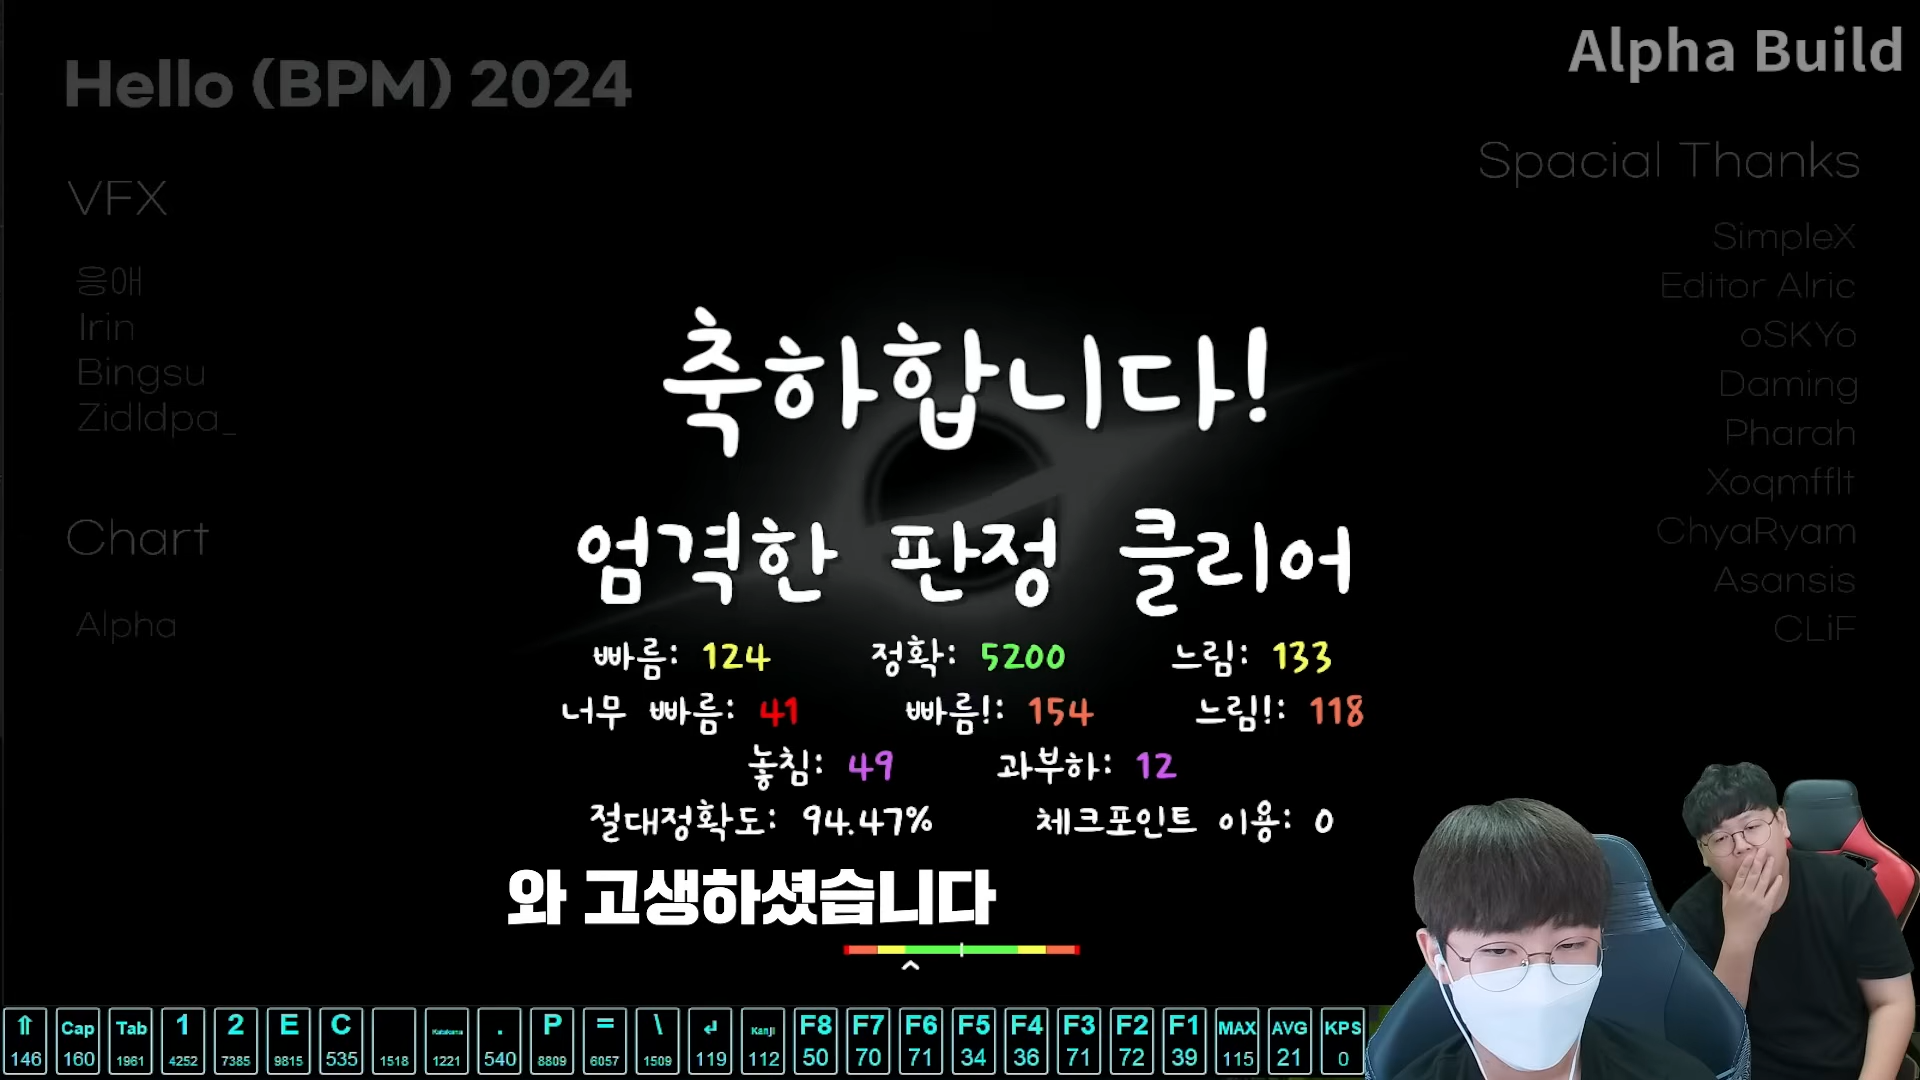 Alpha Build
Hello (BPM) 2024
VFX
응애
Irin
Bingsu
Zidldpa_
Chart
Alpha
Spacial Thanks
SimpleX
Editor Alric
oSKYo
Daming
Pharah
Xoqmfflt
ChyaRyam
Asansis
CLiF
축하합니다!
엄격한 판정 클리어
빠름: 124 정확: 5200 느림: 133
너무 빠름: 41 빠름!: 154 느림!: 118
놓침: 49 과부하: 12
절대정확도: 94.47% 체크포인트 이용: 0
와 고생하셨습니다
⇑ Cap Tab 1 2 E C . P = \ ↲ Kanji F8 F7 F6 F5 F4 F3 F2 F1 MAX AVG KPS
146 160 1961 4252 7385 9815 535 1518 1221 540 8809 6057 1509 119 112 50 70 71 34 36 71 72 39 115 21 0